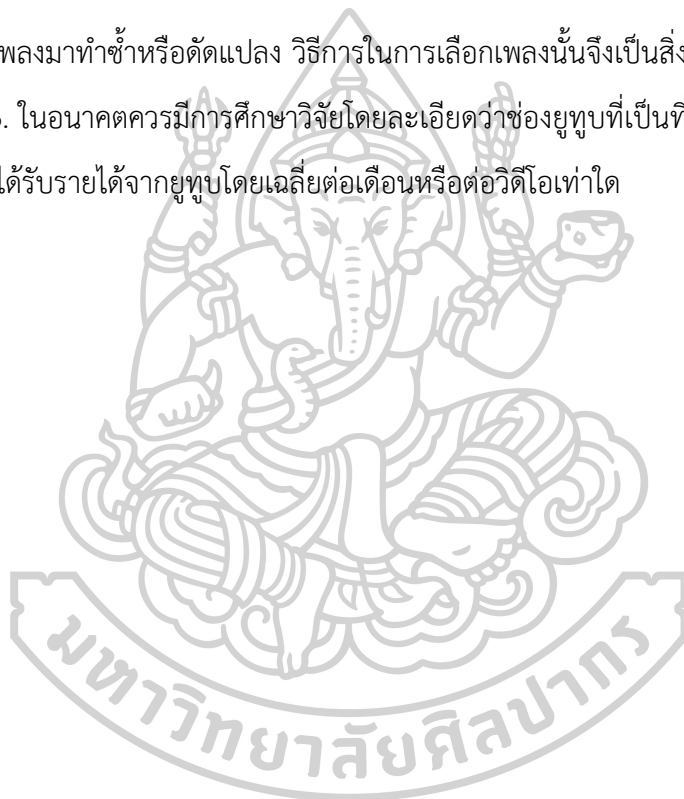 พลงมาทำซ้ำหรือดัดแปลง วิธีการในการเลือกเพลงนั้นจึงเป็นสิ่ง
. ในอนาคตควรมีการศึกษาวิจัยโดยละเอียดว่าช่องยูทูบที่เป็นที่
ได้รับรายได้จากยูทูบโดยเฉลี่ยต่อเดือนหรือต่อวิดีโอเท่าใด
มหาวิทยาลัยศิลปากร